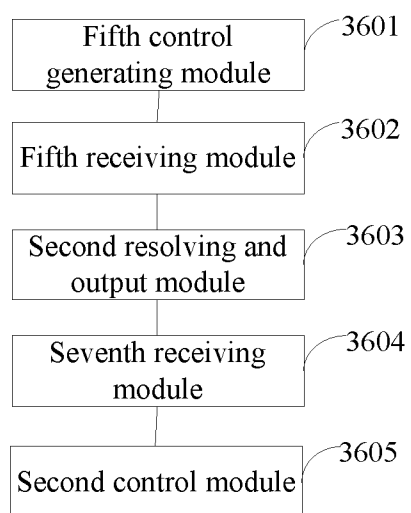 Fifth control
generating module
3601
Fifth receiving module
3602
Second resolving and
output module
3603
Seventh receiving
module
3604
Second control module
3605